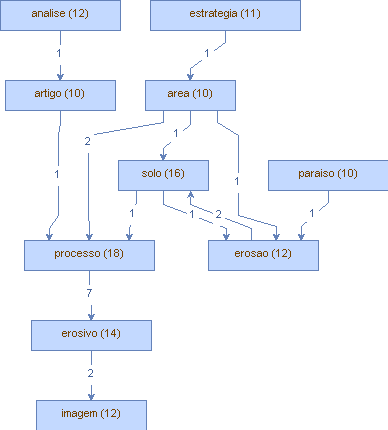 analise (12)
estrategia (11)
1
1
artigo (10)
area (10)
2
1
1
1
solo (16)
paraiso (10)
1
1
2
1
processo (18)
erosao (12)
7
erosivo (14)
2
imagem (12)